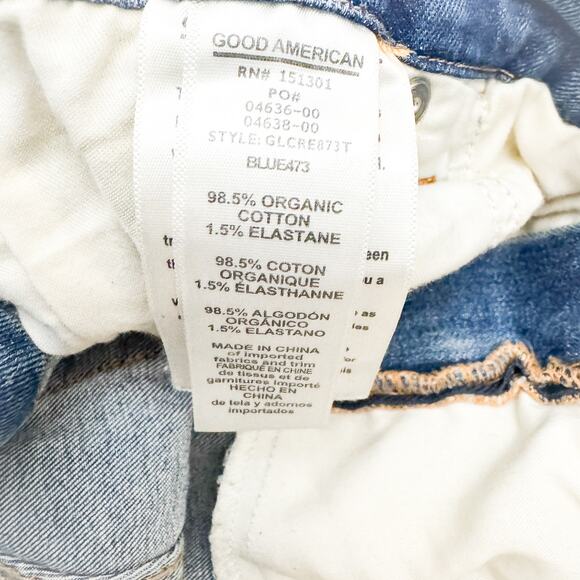 GOOD AMERICAN
RN# 151301
PO#
04636-00
04638-00
STYLE: GLCRE873T
BLUE473
98.5% ORGANIC
COTTON
1.5% ELASTANE
98.5% COTON
ORGANIQUE
1.5% ÉLASTHANNE
98.5% ALGODÓN
ORGÁNICO
1.5% ELASTANO
MADE IN CHINA
of imported
fabrics and trim
FABRIQUÉ EN CHINE
de tissus et de
garnitures importés
HECHO EN
CHINA
de tela y adornos
importados